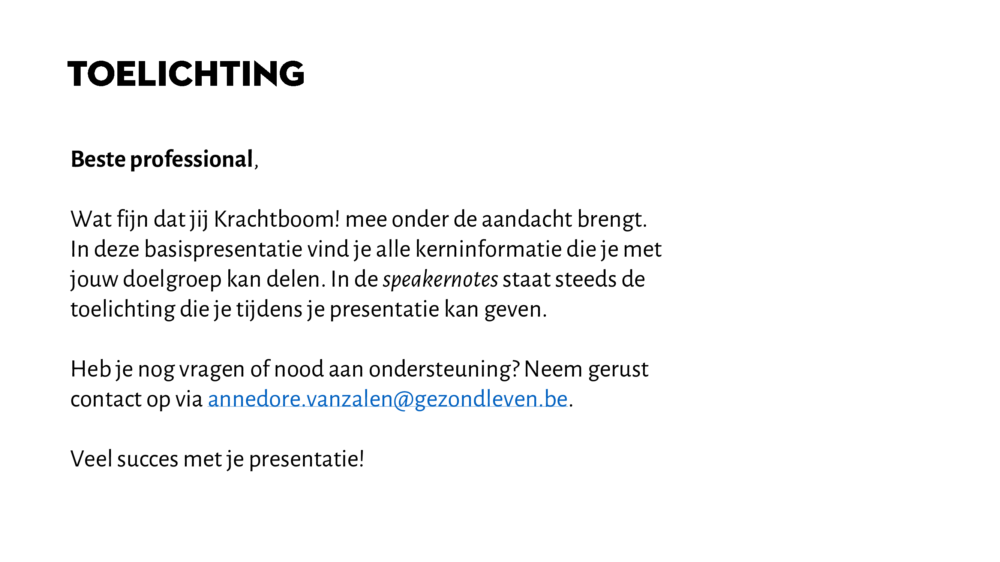 TOELICHTING
Beste professional,
Wat fijn dat jij Krachtboom! mee onder de aandacht brengt.
In deze basispresentatie vind je alle kerninformatie die je met
jouw doelgroep kan delen. In de speakernotes staat steeds de
toelichting die je tijdens je presentatie kan geven.
Heb je nog vragen of nood aan ondersteuning? Neem gerust
contact op via annedore.vanzalen@gezondleven.be.
Veel succes met je presentatie!